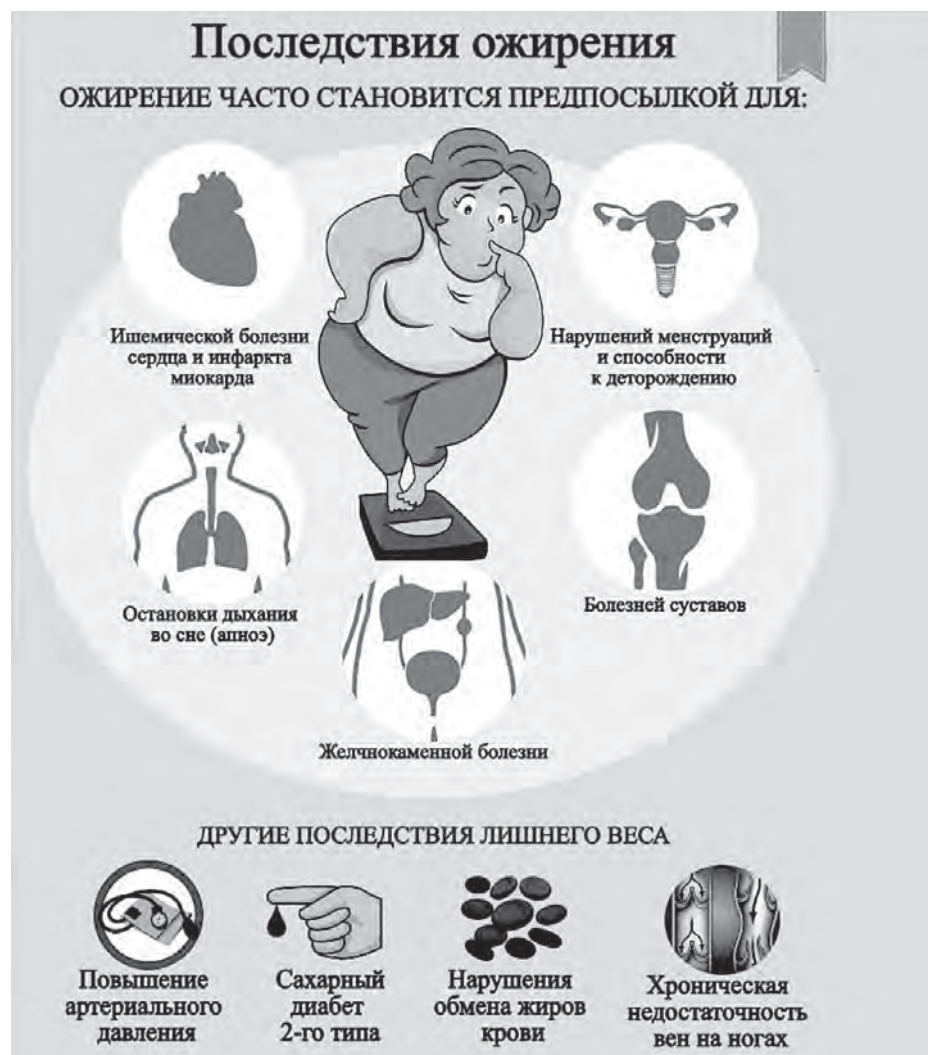 Последствия ожирения
ОЖИРЕНИЕ ЧАСТО СТАНОВИТСЯ ПРЕДПОСЫЛКОЙ ДЛЯ:
Ишемической болезни
сердца и инфаркта
миокарда
Нарушений менструаций
и способности
к деторождению
Остановки дыхания
во сне (апноэ)
Болезней суставов
Желчнокаменной болезни
ДРУГИЕ ПОСЛЕДСТВИЯ ЛИШНЕГО ВЕСА
Повышение
артериального
давления
Сахарный
диабет
2-го типа
Нарушения
обмена жиров
крови
Хроническая
недостаточность
вен на ногах